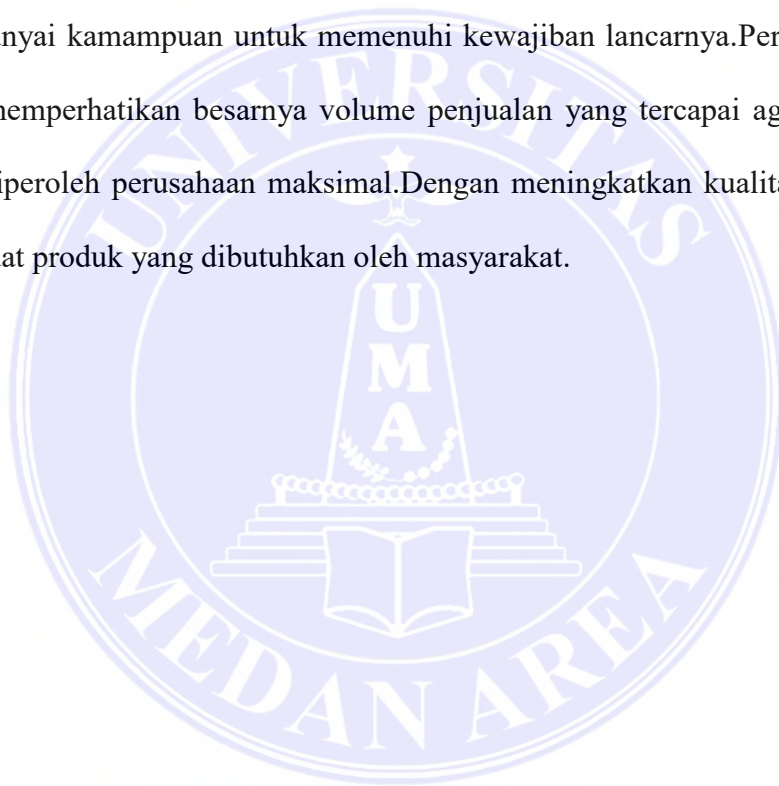 nyai kamampuan untuk memenuhi kewajiban lancarnya.Per
memperhatikan besarnya volume penjualan yang tercapai ag
iperoleh perusahaan maksimal.Dengan meningkatkan kualita
at produk yang dibutuhkan oleh masyarakat.
UNIVERSITAS
U
M
A
MEDAN AREA